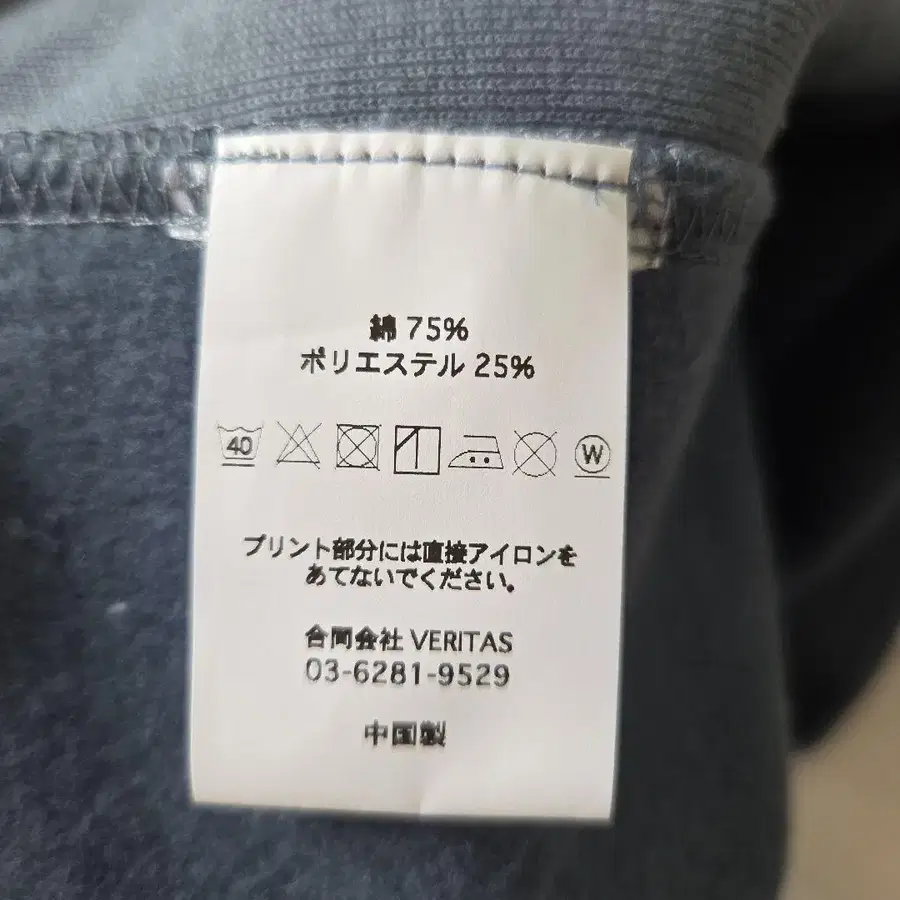 綿 75%
ポリエステル 25%
40 W
プリント部分には直接アイロンを
あてないでください。
合同会社 VERITAS
03-6281-9529
中国製